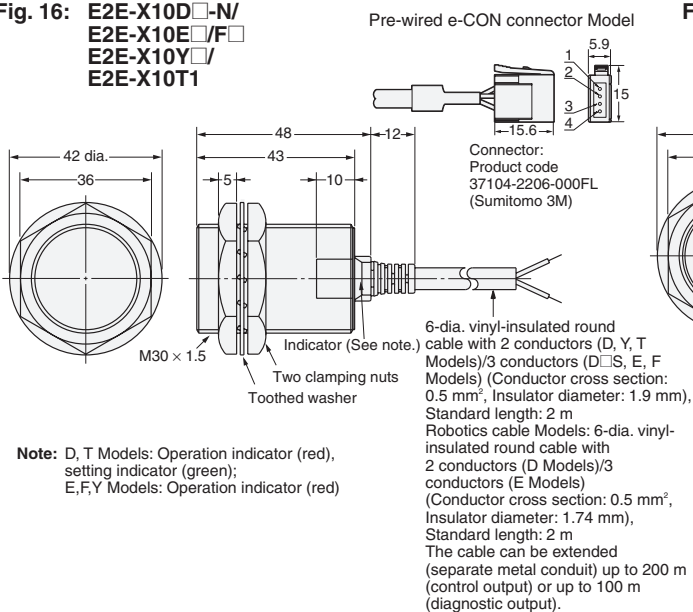 Fig. 16: E2E-X10D□-N/
E2E-X10E□/F□
E2E-X10Y□/
E2E-X10T1
Pre-wired e-CON connector Model
F
5.9
1
2
3
4
15
15.6
Connector:
Product code
37104-2206-000FL
(Sumitomo 3M)
48
12
42 dia.
43
36
5
10
M30 × 1.5
Indicator (See note.)
Two clamping nuts
Toothed washer
6-dia. vinyl-insulated round
cable with 2 conductors (D, Y, T
Models)/3 conductors (D□S, E, F
Models) (Conductor cross section:
0.5 mm², Insulator diameter: 1.9 mm),
Standard length: 2 m
Robotics cable Models: 6-dia. vinyl-
insulated round cable with
2 conductors (D Models)/3
conductors (E Models)
(Conductor cross section: 0.5 mm²,
Insulator diameter: 1.74 mm),
Standard length: 2 m
The cable can be extended
(separate metal conduit) up to 200 m
(control output) or up to 100 m
(diagnostic output).
Note: D, T Models: Operation indicator (red),
setting indicator (green);
E,F,Y Models: Operation indicator (red)